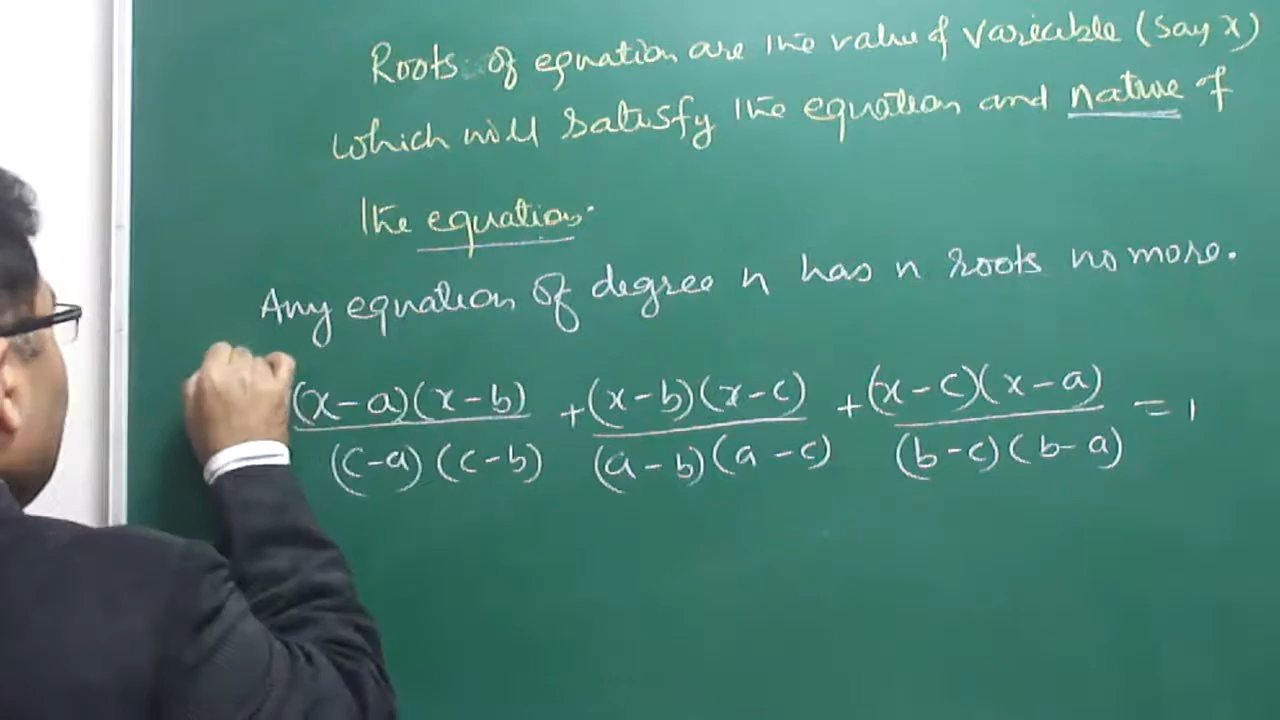 Roots of equation are the value of variable (say x)
which will satisfy the equation and nature of
the equation.
Any equation of degree n has n roots no more.
(x-a)(x-b)/(c-a)(c-b) + (x-b)(x-c)/(a-b)(a-c) + (x-c)(x-a)/(b-c)(b-a) = 1